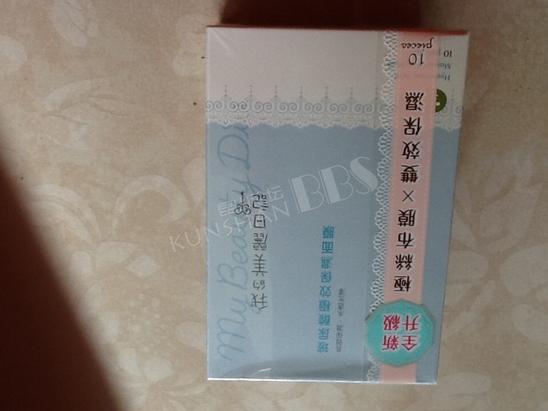 10
pieces
極絲布膜×雙效保濕
全新
升級
My Beauty Di
我的美麗日記
玻尿酸極效保濕面膜
KUNSHAN BBS